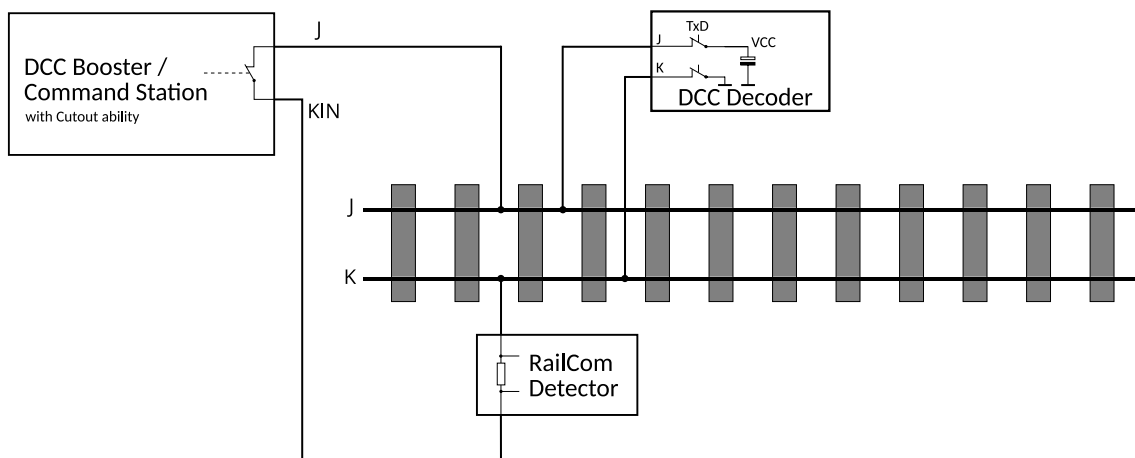 J
DCC Booster /
Command Station
with Cutout ability
KIN
TxD
J
VCC
K
DCC Decoder
J
K
RailCom
Detector